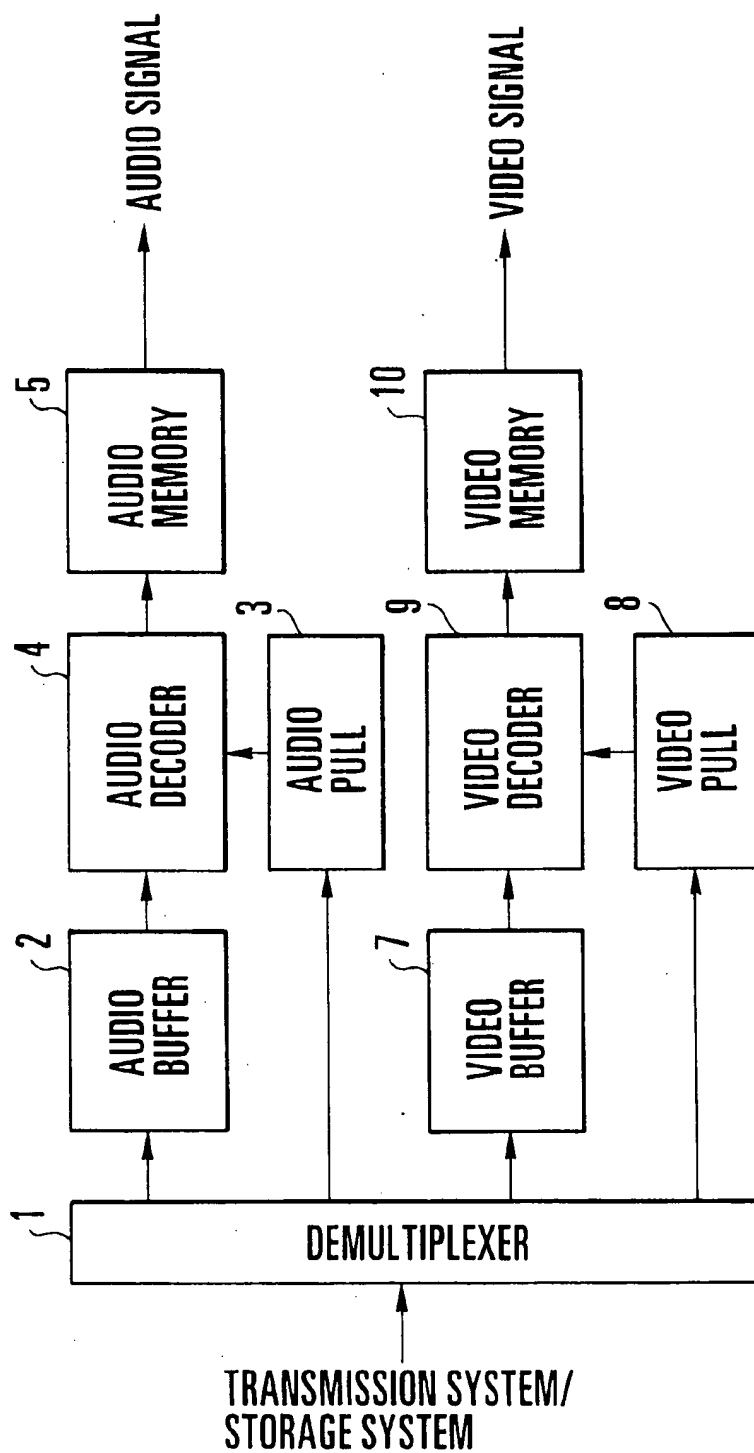 TRANSMISSION SYSTEM/
STORAGE SYSTEM
1
DEMULTIPLEXER
2
AUDIO
BUFFER
4
AUDIO
DECODER
5
AUDIO
MEMORY
AUDIO SIGNAL
3
AUDIO
PULL
7
VIDEO
BUFFER
9
VIDEO
DECODER
10
VIDEO
MEMORY
VIDEO SIGNAL
8
VIDEO
PULL